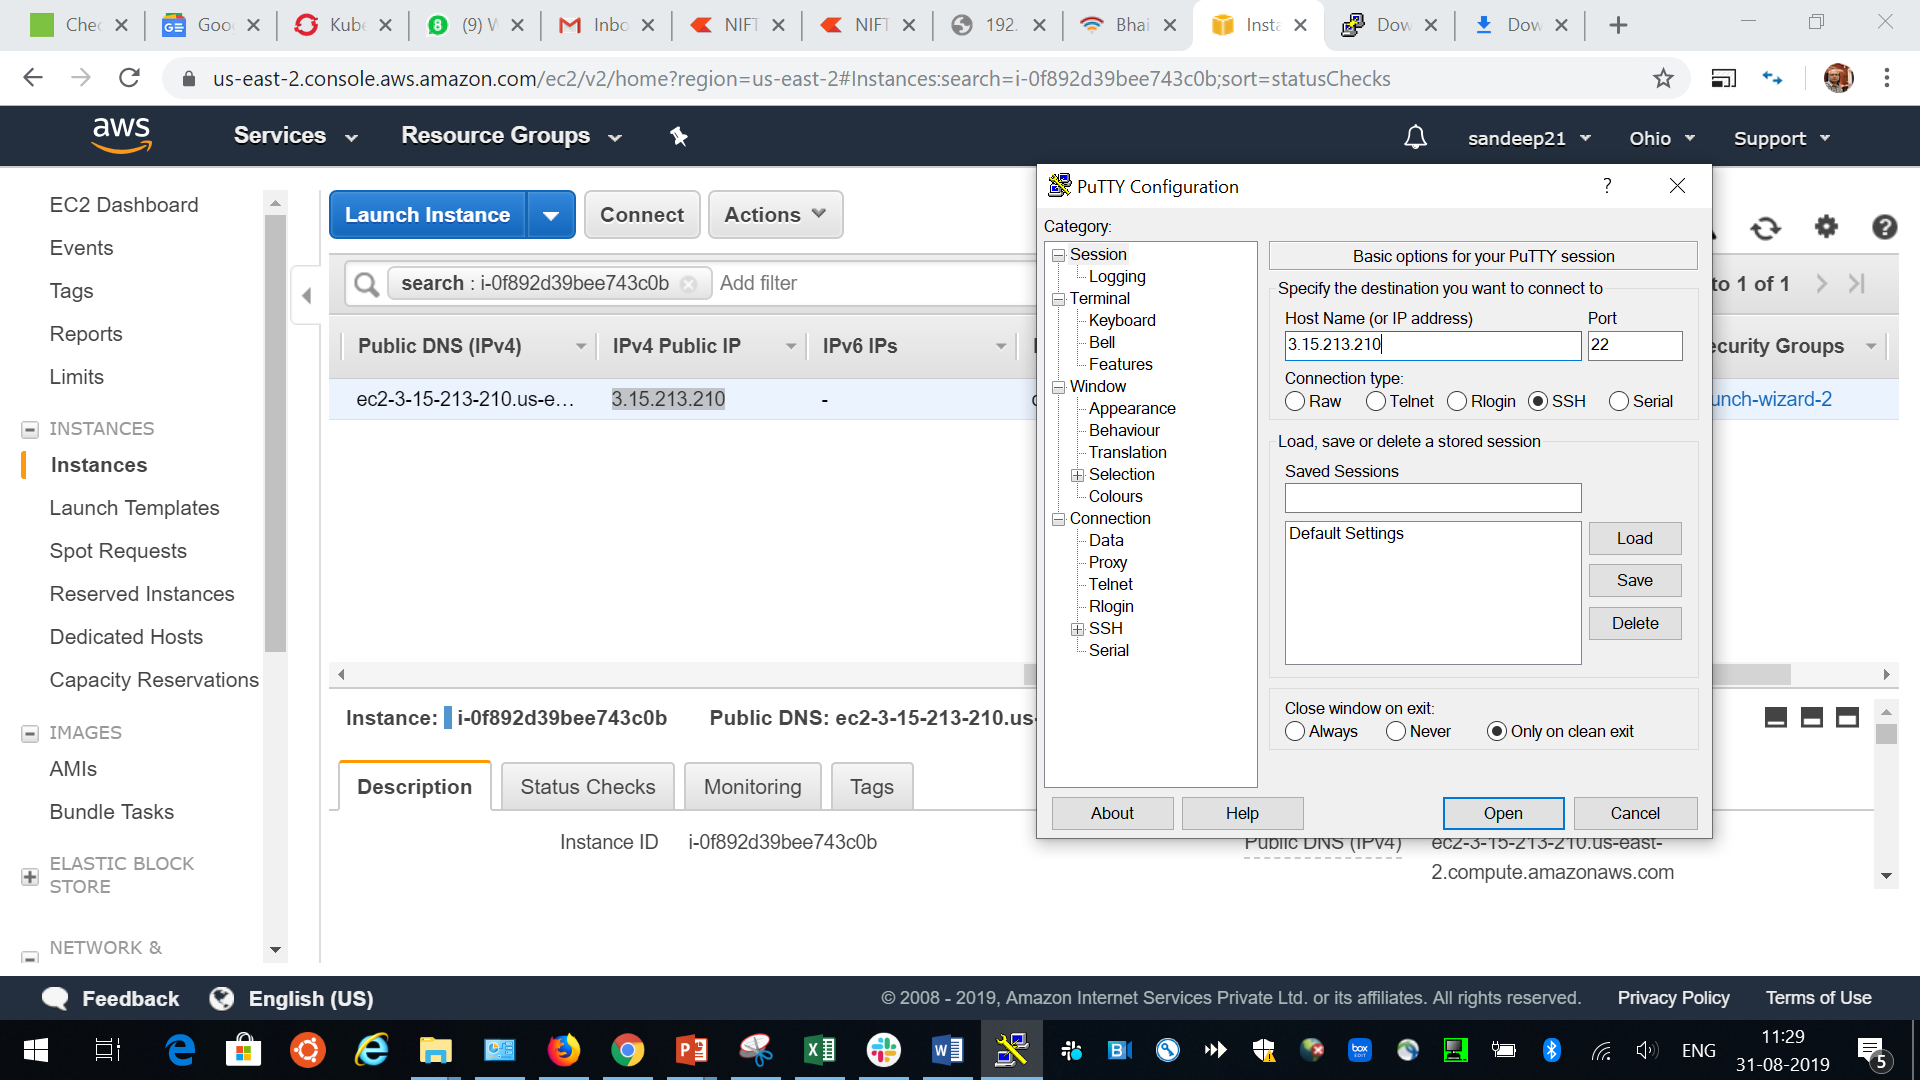 Chec
Goo
Kube
(9) W
Inbo
NIFT
NIFT
192.
Bhai
Insta
Dow
Dow
us-east-2.console.aws.amazon.com/ec2/v2/home?region=us-east-2#Instances:search=i-0f892d39bee743c0b;sort=statusChecks
aws
Services
Resource Groups
sandeep21
Ohio
Support
EC2 Dashboard
Events
Tags
Reports
Limits
INSTANCES
Instances
Launch Templates
Spot Requests
Reserved Instances
Dedicated Hosts
Capacity Reservations
IMAGES
AMIs
Bundle Tasks
ELASTIC BLOCK
STORE
NETWORK &
Launch Instance
Connect
Actions
search : i-0f892d39bee743c0b
Add filter
to 1 of 1
Public DNS (IPv4)
IPv4 Public IP
IPv6 IPs
ecurity Groups
ec2-3-15-213-210.us-e...
3.15.213.210
-
unch-wizard-2
Instance: i-0f892d39bee743c0b
Public DNS: ec2-3-15-213-210.us-
Description
Status Checks
Monitoring
Tags
Instance ID
i-0f892d39bee743c0b
Public DNS (IPv4)
ec2-3-15-213-210.us-east-
2.compute.amazonaws.com
PuTTY Configuration
?
Category:
Session
Logging
Terminal
Keyboard
Bell
Features
Window
Appearance
Behaviour
Translation
Selection
Colours
Connection
Data
Proxy
Telnet
Rlogin
SSH
Serial
Basic options for your PuTTY session
Specify the destination you want to connect to
Host Name (or IP address)
Port
3.15.213.210
22
Connection type:
Raw
Telnet
Rlogin
SSH
Serial
Load, save or delete a stored session
Saved Sessions
Default Settings
Load
Save
Delete
Close window on exit:
Always
Never
Only on clean exit
About
Help
Open
Cancel
Feedback
English (US)
© 2008 - 2019, Amazon Internet Services Private Ltd. or its affiliates. All rights reserved.
Privacy Policy
Terms of Use
ENG
11:29
31-08-2019
5